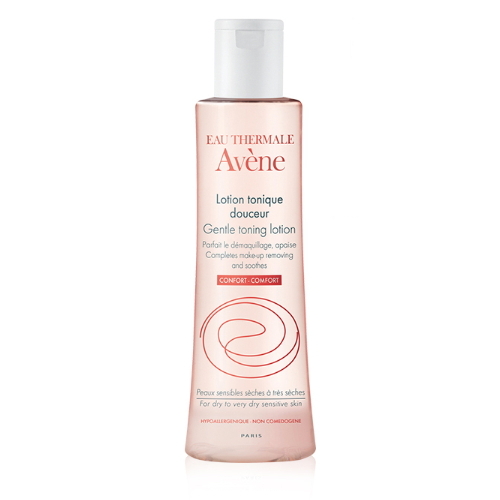 EAU THERMALE
Avène
Lotion tonique
douceur
Gentle toning lotion
Parfait le démaquillage, apaise
Completes make-up removing
and soothes
CONFORT - COMFORT
Peaux sensibles sèches à très sèches
For dry to very dry sensitive skin
HYPOALLERGENIQUE - NON COMEDOGENE
PARIS